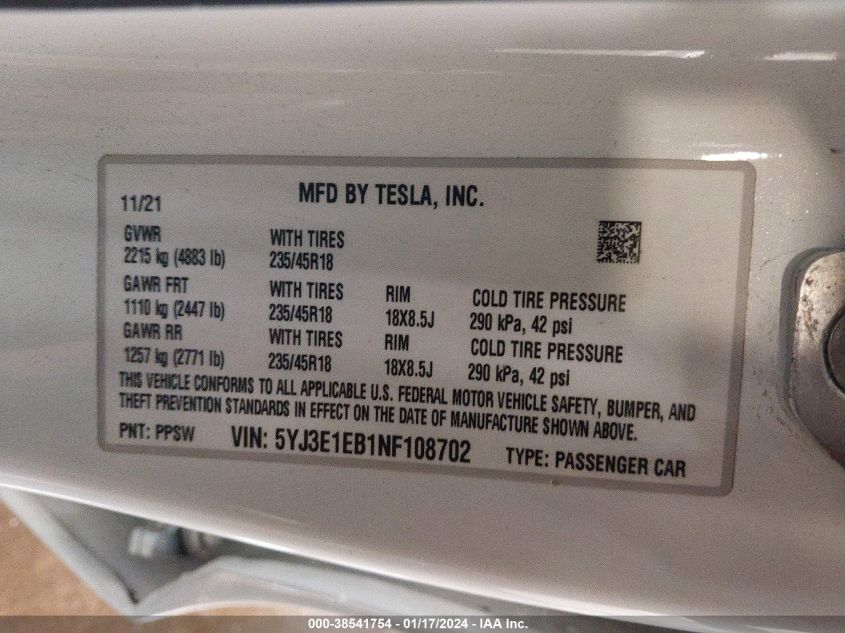 MFD BY TESLA, INC.
11/21
GVWR WITH TIRES
2215 kg (4883 lb) 235/45R18
GAWR FRT WITH TIRES RIM COLD TIRE PRESSURE
1110 kg (2447 lb) 235/45R18 18X8.5J 290 kPa, 42 psi
GAWR RR WITH TIRES RIM COLD TIRE PRESSURE
1257 kg (2771 lb) 235/45R18 18X8.5J 290 kPa, 42 psi
THIS VEHICLE CONFORMS TO ALL APPLICABLE U.S. FEDERAL MOTOR VEHICLE SAFETY, BUMPER, AND
THEFT PREVENTION STANDARDS IN EFFECT ON THE DATE OF MANUFACTURE SHOWN ABOVE.
PNT: PPSW VIN: 5YJ3E1EB1NF108702 TYPE: PASSENGER CAR
000-38541754 - 01/17/2024 - IAA Inc.